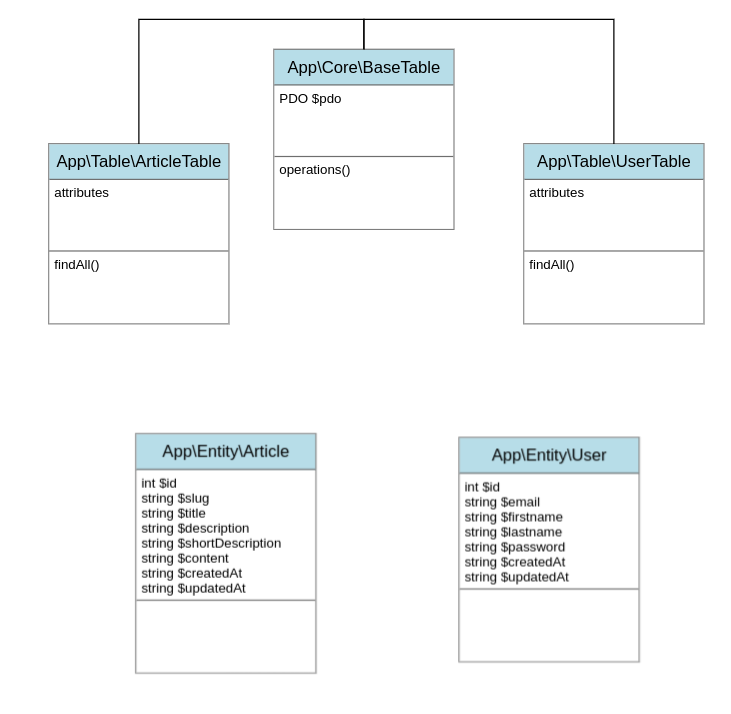 App\Core\BaseTable
PDO $pdo
operations()
App\Table\ArticleTable
attributes
findAll()
App\Table\UserTable
attributes
findAll()
App\Entity\Article
int $id
string $slug
string $title
string $description
string $shortDescription
string $content
string $createdAt
string $updatedAt
App\Entity\User
int $id
string $email
string $firstname
string $lastname
string $password
string $createdAt
string $updatedAt